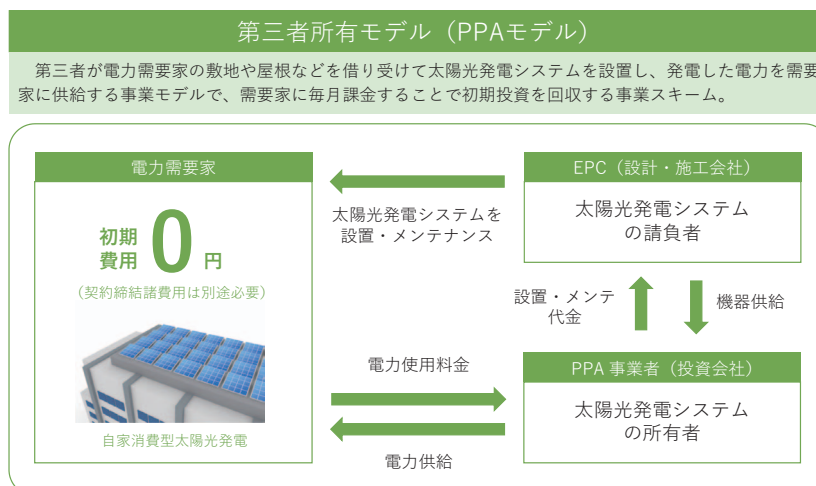 第三者所有モデル（PPAモデル）
第三者が電力需要家の敷地や屋根などを借り受けて太陽光発電システムを設置し、発電した電力を需要
家に供給する事業モデルで、需要家に毎月課金することで初期投資を回収する事業スキーム。
電力需要家
初期
費用 0 円
（契約締結諸費用は別途必要）
自家消費型太陽光発電
太陽光発電システムを
設置・メンテナンス
EPC（設計・施工会社）
太陽光発電システム
の請負者
設置・メンテ
代金
機器供給
電力使用料金
電力供給
PPA 事業者（投資会社）
太陽光発電システム
の所有者